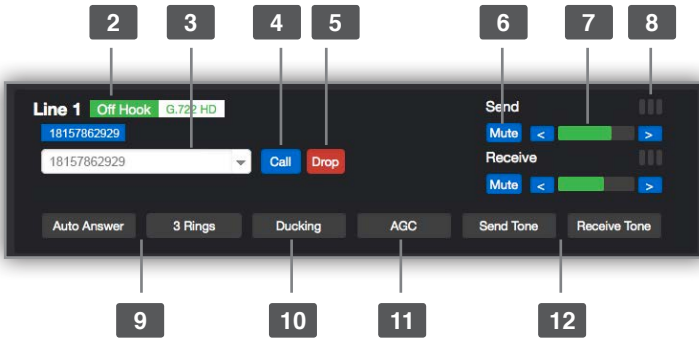 2 3 4 5 6 7 8
Line 1 Off Hook G.722 HD Send
18157862929 Mute < >
18157862929 Call Drop Receive
Mute < >
Auto Answer 3 Rings Ducking AGC Send Tone Receive Tone
9 10 11 12